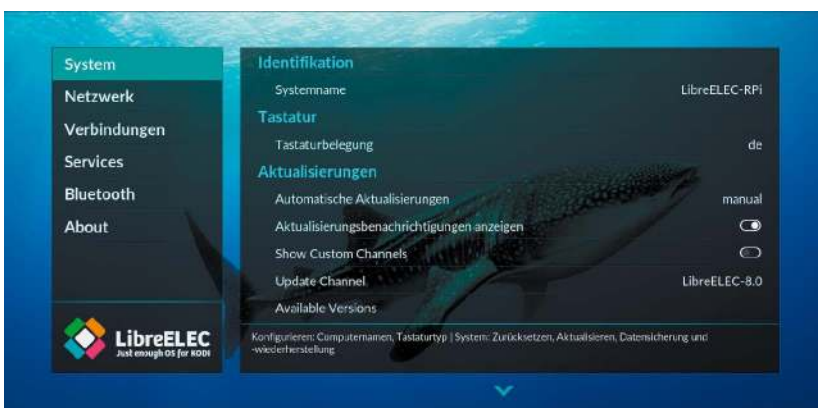 System
Netzwerk
Verbindungen
Services
Bluetooth
About
LibreELEC
Just enough OS for KODI
Identifikation
Systemname LibreELEC-RPi
Tastatur
Tastaturbelegung de
Aktualisierungen
Automatische Aktualisierungen manual
Aktualisierungsbenachrichtigungen anzeigen
Show Custom Channels
Update Channel LibreELEC-8.0
Available Versions
Konfigurieren: Computernamen, Tastaturtyp | System: Zurücksetzen, Aktualisieren, Datensicherung und
-wiederherstellung